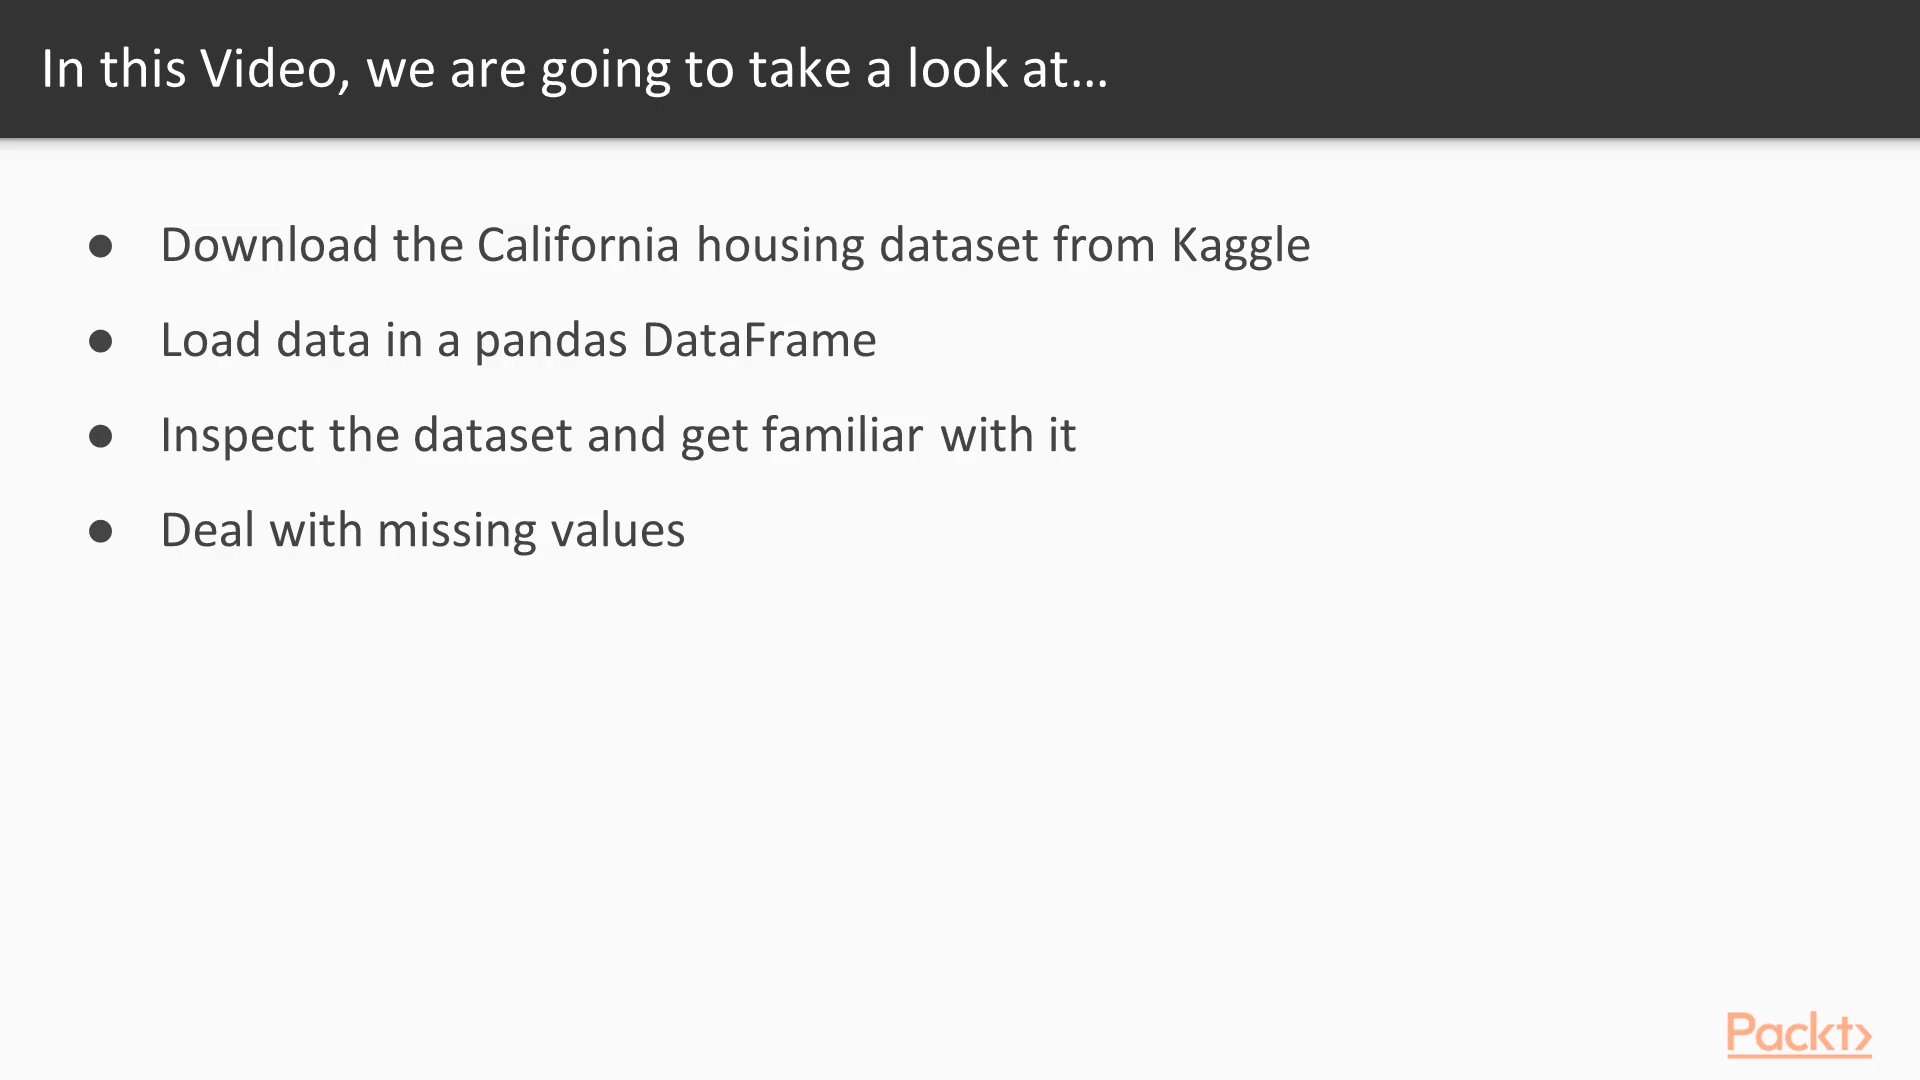 In this Video, we are going to take a look at...
● Download the California housing dataset from Kaggle
● Load data in a pandas DataFrame
● Inspect the dataset and get familiar with it
● Deal with missing values
Packt>